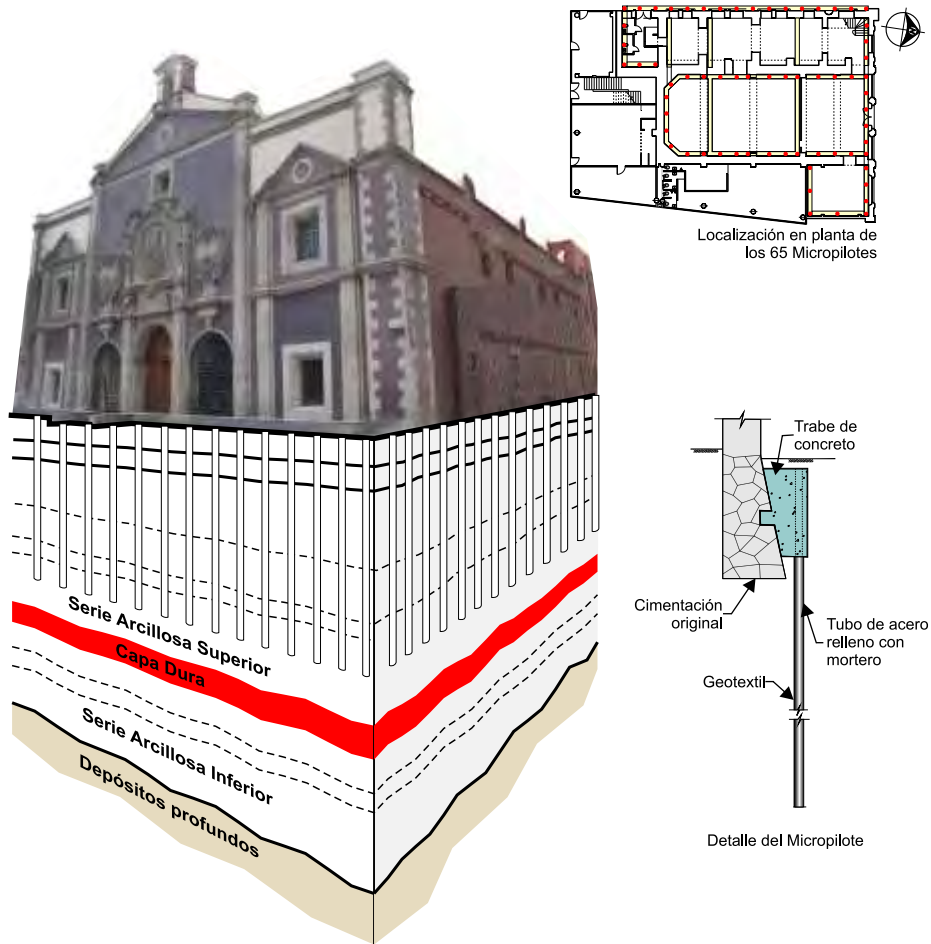 Localización en planta de
los 65 Micropilotes
Trabe de
concreto
Cimentación
original
Tubo de acero
relleno con
mortero
Geotextil
Detalle del Micropilote
Serie Arcillosa Superior
Capa Dura
Serie Arcillosa Inferior
Depósitos profundos